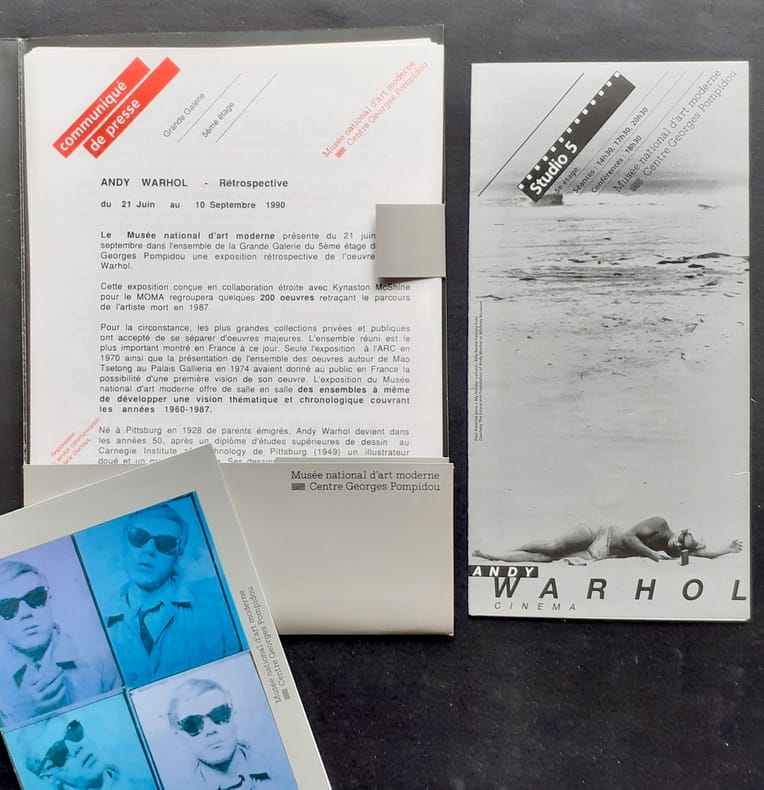 communiqué
de presse
Grande Galerie
5ème étage
Musée national d'art moderne
Centre Georges Pompidou
ANDY WARHOL - Rétrospective
du 21 Juin au 10 Septembre 1990
Le Musée national d'art moderne présente du 21 juin
septembre dans l'ensemble de la Grande Galerie du 5ème étage
Georges Pompidou une exposition rétrospective de l'oeuvre
Warhol.
Cette exposition conçue en collaboration étroite avec Kynaston McShine
pour le MOMA regroupera quelques 200 oeuvres retraçant le parcours
de l'artiste mort en 1987.
Pour la circonstance, les plus grandes collections privées et publiques
ont accepté de se séparer d'oeuvres majeures. L'ensemble réuni est le
plus important montré en France à ce jour. Seule l'exposition à l'ARC en
1970 ainsi que la présentation de l'ensemble des oeuvres autour de Mao
Tsetong au Palais Gallieria en 1974 avaient donné au public en France la
possibilité d'une première vision de son oeuvre. L'exposition du Musée
national d'art moderne offre de salle en salle des ensembles à même
de développer une vision thématique et chronologique couvrant
les années 1960-1987.
Né à Pittsburg en 1928 de parents émigrés, Andy Warhol devient dans
les années 50, après un diplôme d'études supérieures de dessin au
Carnegie Institute of Technology de Pittsburg (1949) un illustrateur
doué et un Ses
Responsable
service communication
Musée national d'art moderne
Centre Georges Pompidou
Musée national d'art moderne
Centre Georges Pompidou
Studio 5
5e étage
Séances : 14h30, 17h30, 20h30
Conférences : 18h30
Musée national d'art moderne
Centre Georges Pompidou
ANDY
WARHOL
CINEMA